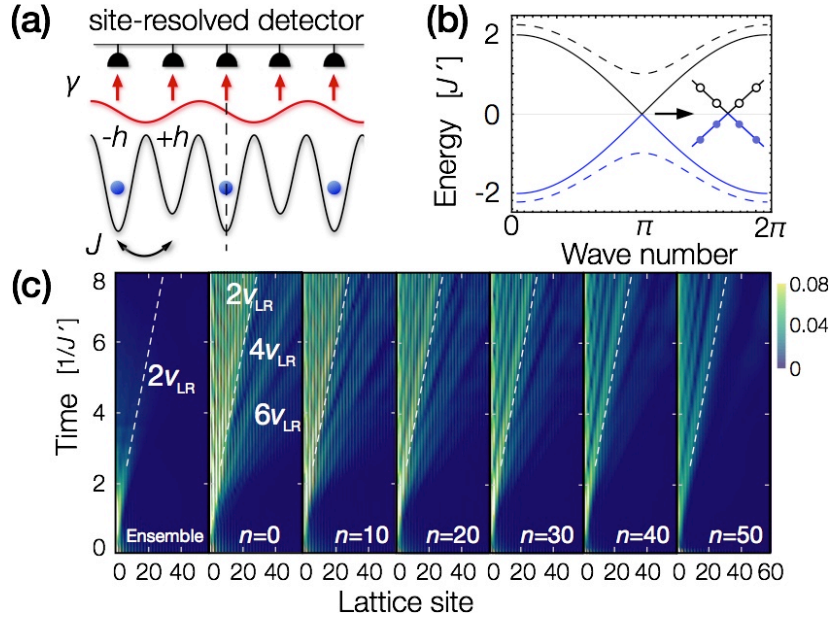 (a) site-resolved detector
γ
-h +h
J
(b)
Energy [J´]
2
0
-2
0 π 2π
Wave number
(c)
Time [1/J´]
8
6
4
2
0
2vLR
2vLR
4vLR
6vLR
Ensemble n=0 n=10 n=20 n=30 n=40 n=50
0 20 40 0 20 40 0 20 40 0 20 40 0 20 40 0 20 40 0 20 40 60
Lattice site
0.08
0.04
0